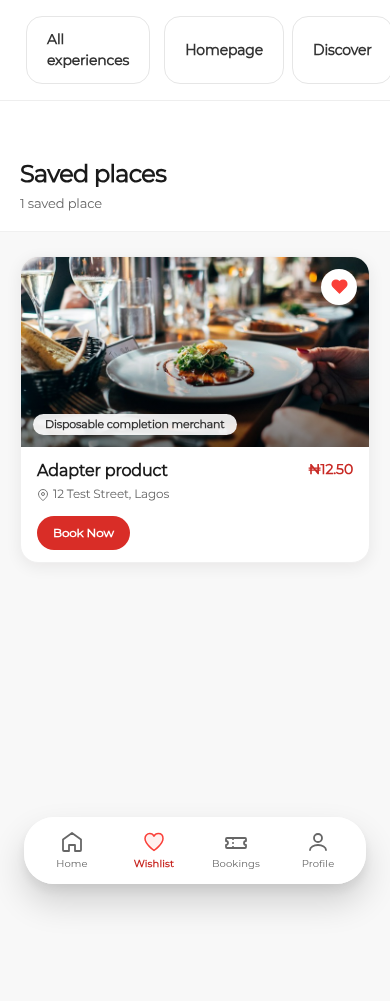 All
experiences
Homepage
Discover
Saved places
1 saved place
Disposable completion merchant
Adapter product
₦12.50
12 Test Street, Lagos
Book Now
Home
Wishlist
Bookings
Profile